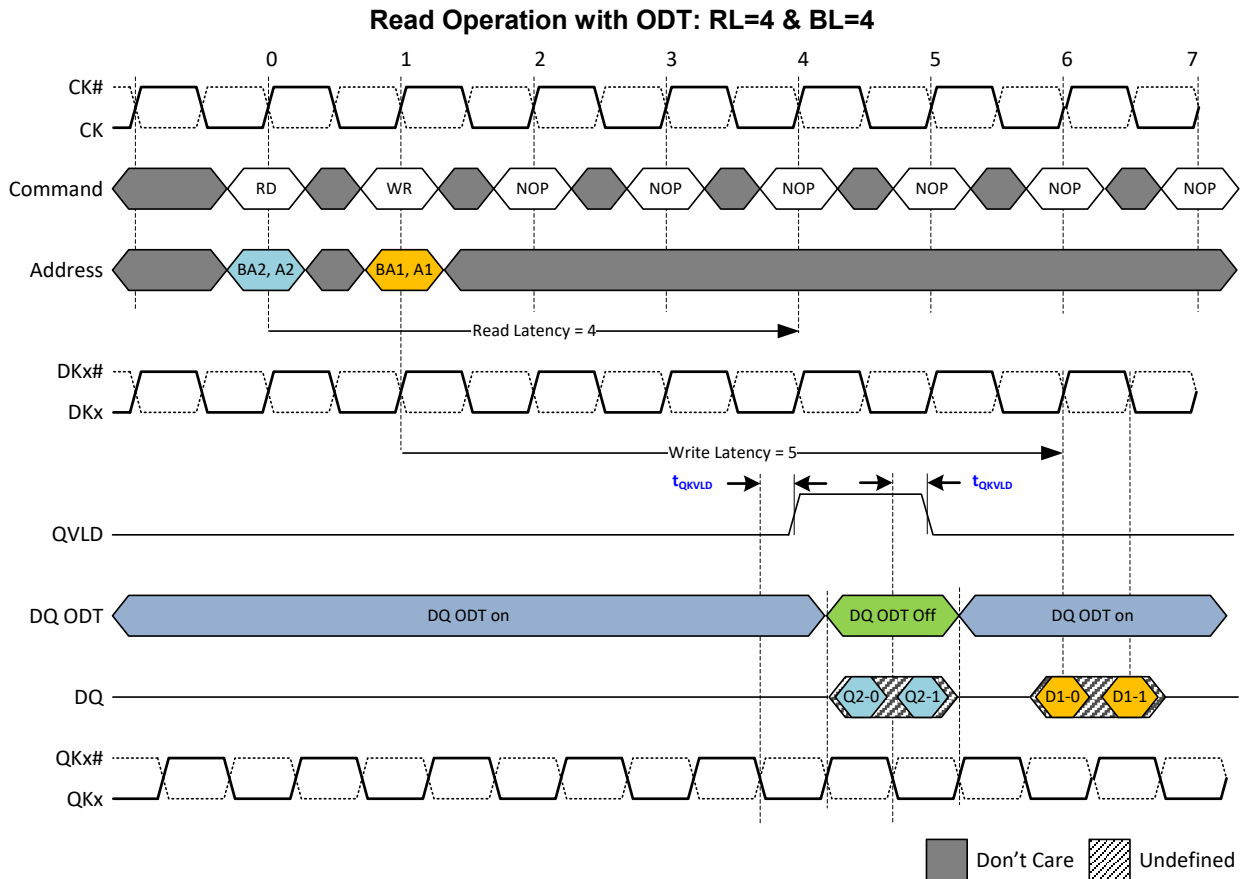 Read Operation with ODT: RL=4 & BL=4
0 1 2 3 4 5 6 7
CK#
CK
Command RD WR NOP NOP NOP NOP NOP NOP
Address BA2, A2 BA1, A1
Read Latency = 4
DKx#
DKx
Write Latency = 5
tQKVLD tQKVLD
QVLD
DQ ODT DQ ODT on DQ ODT Off DQ ODT on
DQ Q2-0 Q2-1 D1-0 D1-1
QKx#
QKx
Don't Care Undefined